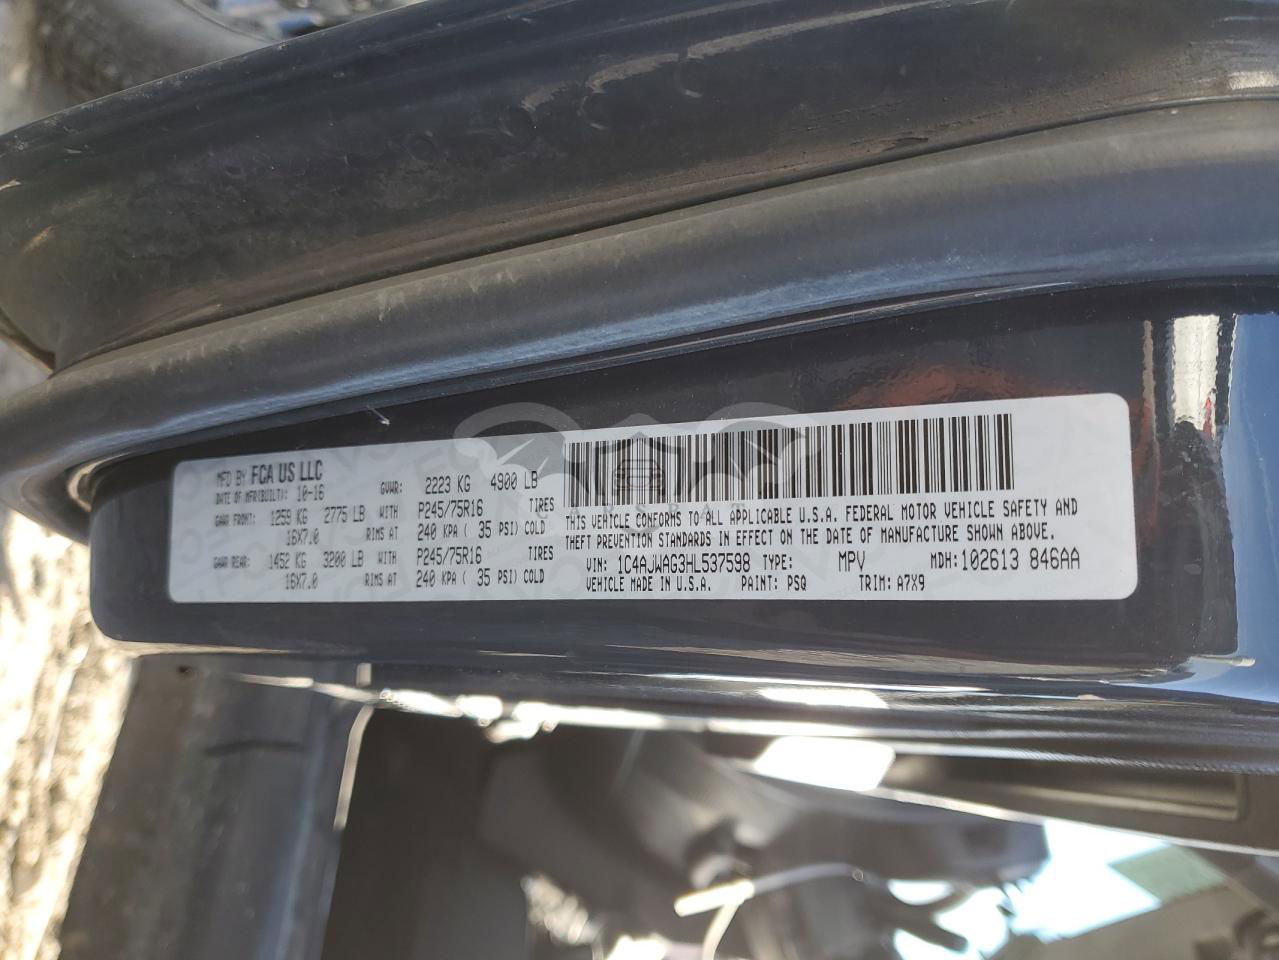 MFD BY FCA US LLC
DATE OF MFR(BUILT): 10-16 GVWR: 2223 KG 4900 LB
GAWR FRONT: 1259 KG 2775 LB WITH P245/75R16 TIRES
16X7.0 RIMS AT 240 KPA ( 35 PSI) COLD
GAWR REAR: 1452 KG 3200 LB WITH P245/75R16 TIRES
16X7.0 RIMS AT 240 KPA ( 35 PSI) COLD
THIS VEHICLE CONFORMS TO ALL APPLICABLE U.S.A. FEDERAL MOTOR VEHICLE SAFETY AND
THEFT PREVENTION STANDARDS IN EFFECT ON THE DATE OF MANUFACTURE SHOWN ABOVE.
VIN: 1C4AJWAG3HL537598 TYPE: MPV MDH: 102613 846AA
VEHICLE MADE IN U.S.A. PAINT: PSQ TRIM: A7X9